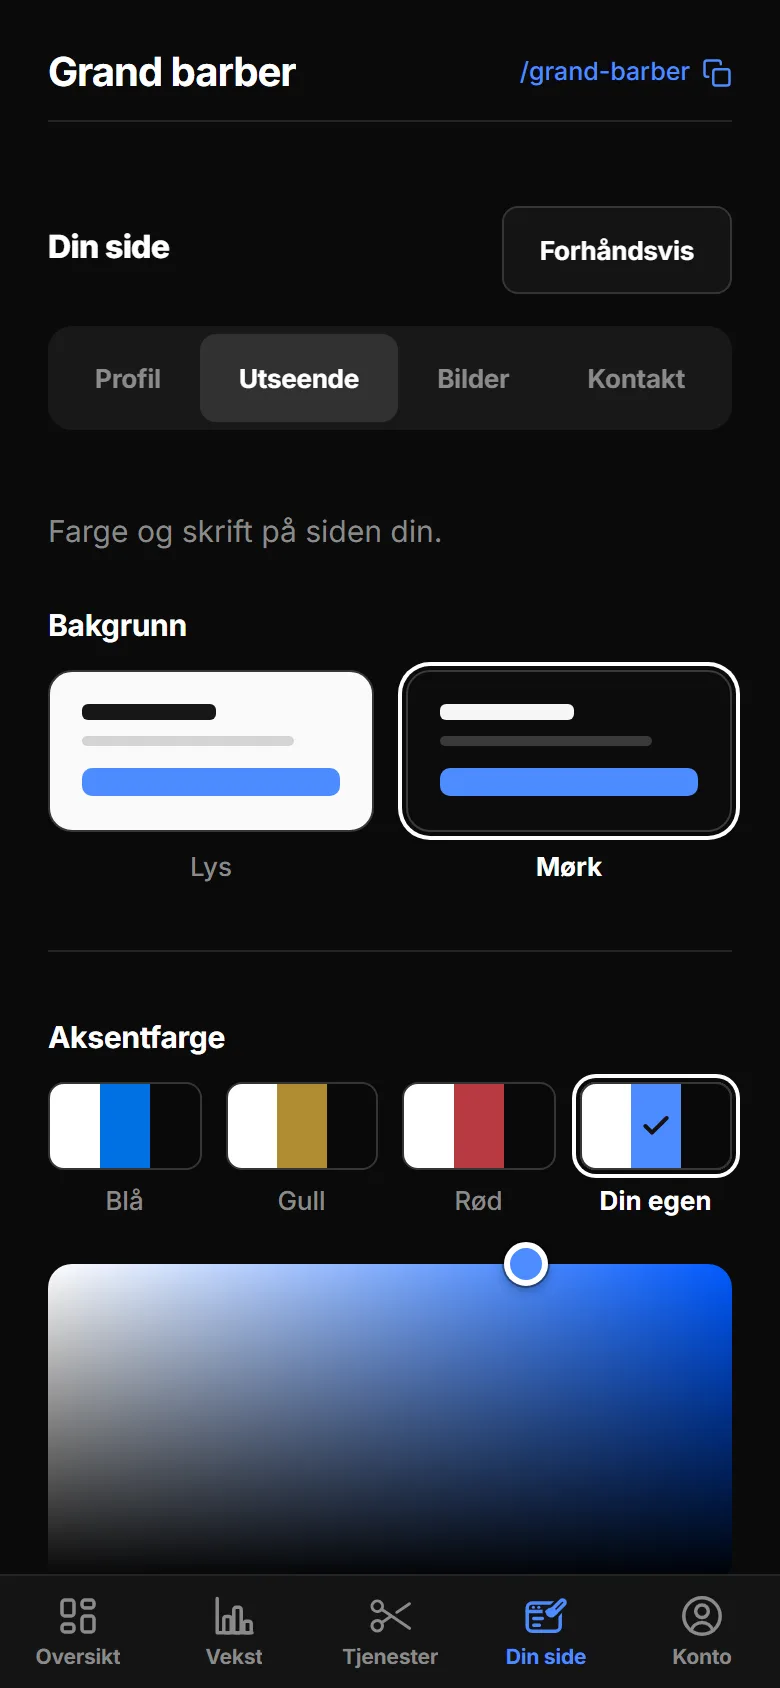 Grand barber
/grand-barber
Din side
Forhåndsvis
Profil
Utseende
Bilder
Kontakt
Farge og skrift på siden din.
Bakgrunn
Lys
Mørk
Aksentfarge
Blå
Gull
Rød
Din egen
Oversikt
Vekst
Tjenester
Din side
Konto